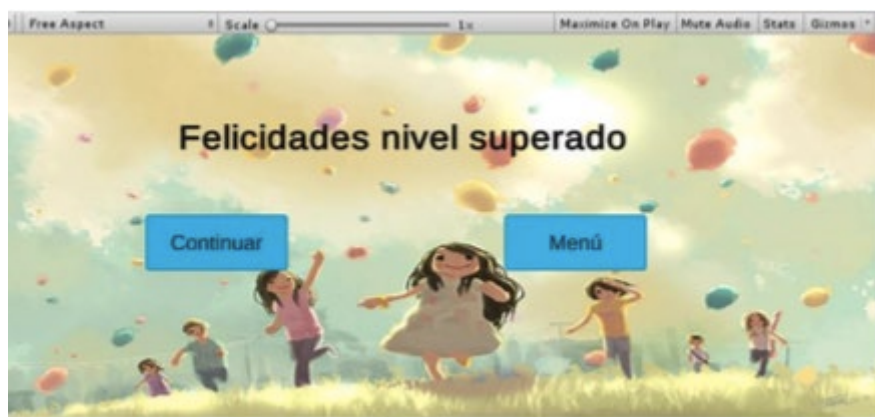 Free Aspect Scale 1x Maximize On Play Mute Audio Stats Gizmos
Felicidades nivel superado
Continuar Menú